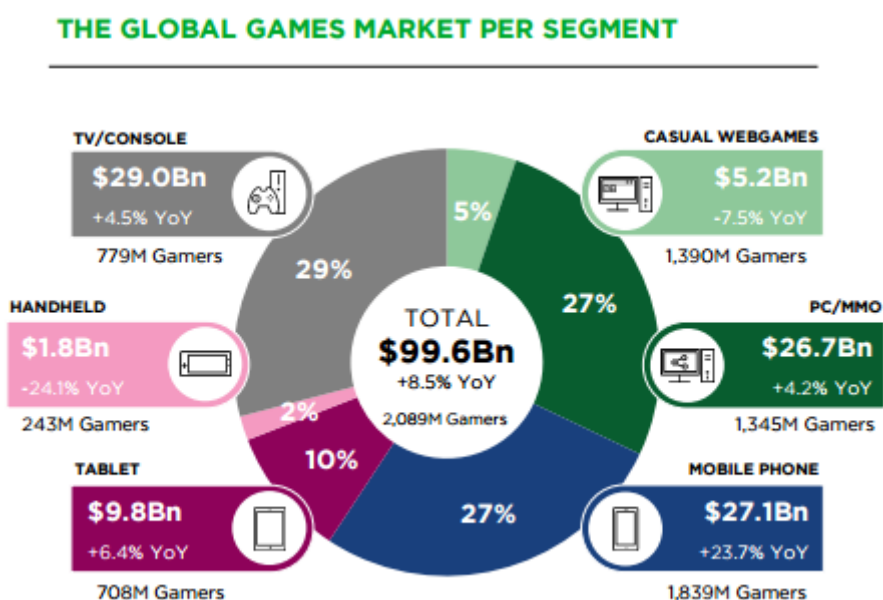 THE GLOBAL GAMES MARKET PER SEGMENT
TV/CONSOLE
$29.0Bn
+4.5% YoY
779M Gamers
HANDHELD
$1.8Bn
-24.1% YoY
243M Gamers
TABLET
$9.8Bn
+6.4% YoY
708M Gamers
5%
29%
27%
2%
10%
27%
TOTAL
$99.6Bn
+8.5% YoY
2,089M Gamers
CASUAL WEBGAMES
$5.2Bn
-7.5% YoY
1,390M Gamers
PC/MMO
$26.7Bn
+4.2% YoY
1,345M Gamers
MOBILE PHONE
$27.1Bn
+23.7% YoY
1,839M Gamers